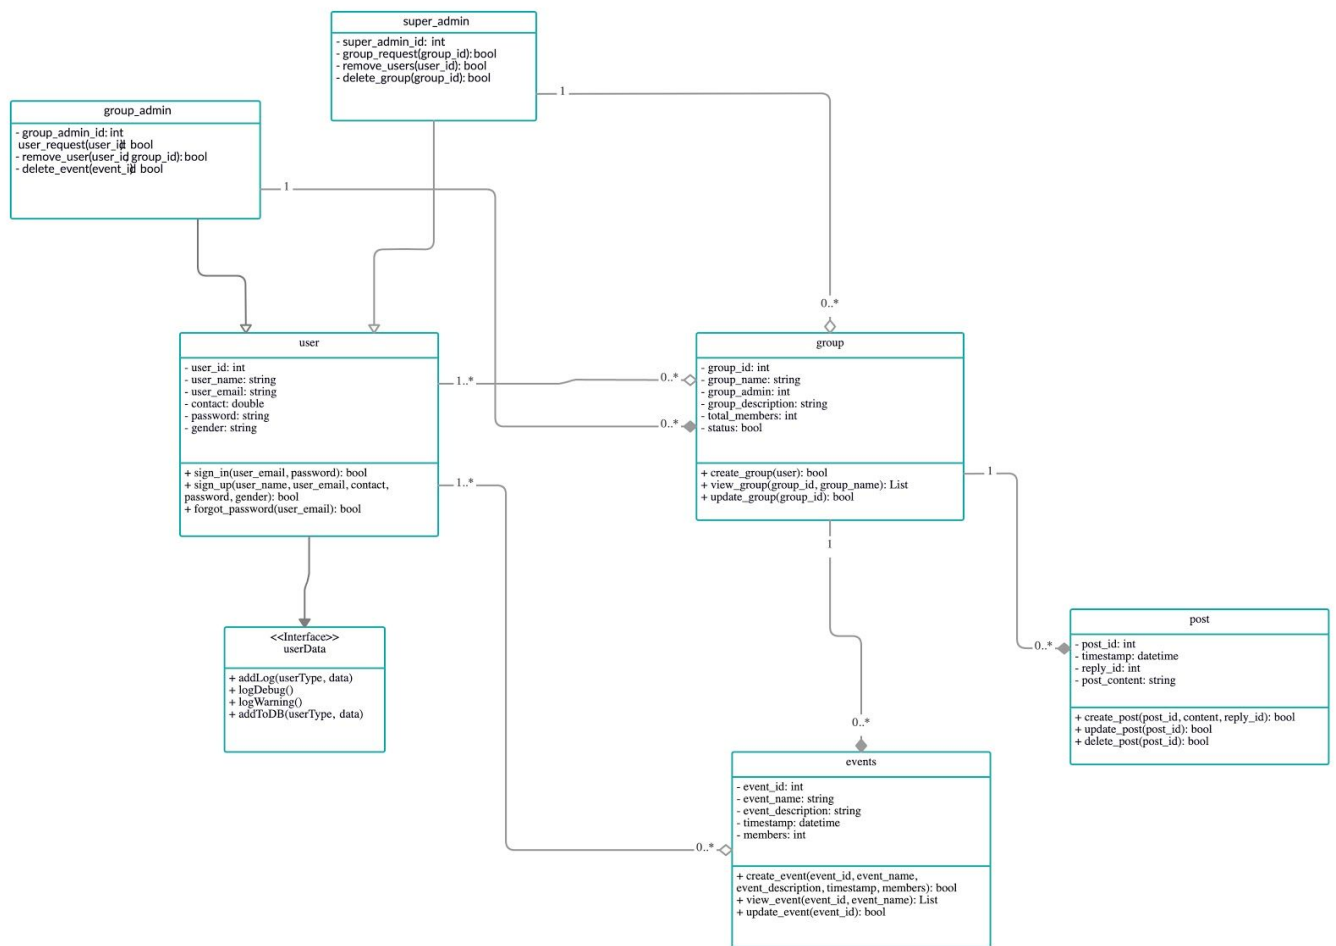 super_admin
- super_admin_id: int
- group_request(group_id): bool
- remove_users(user_id): bool
- delete_group(group_id): bool
1
group_admin
- group_admin_id: int
user_request(user_id: bool
- remove_user(user_id group_id): bool
- delete_event(event_id bool
1
0..*
user
- user_id: int
- user_name: string
- user_email: string
- contact: double
- password: string
- gender: string
+ sign_in(user_email, password): bool
+ sign_up(user_name, user_email, contact,
password, gender): bool
+ forgot_password(user_email): bool
1..*
0..*
0..*
1..*
group
- group_id: int
- group_name: string
- group_admin: int
- group_description: string
- total_members: int
- status: bool
+ create_group(user): bool
+ view_group(group_id, group_name): List
+ update_group(group_id): bool
1
1
0..*
<<Interface>>
userData
+ addLog(userType, data)
+ logDebug()
+ logWarning()
+ addToDB(userType, data)
post
- post_id: int
- timestamp: datetime
- reply_id: int
- post_content: string
+ create_post(post_id, content, reply_id): bool
+ update_post(post_id): bool
+ delete_post(post_id): bool
0..*
0..*
events
- event_id: int
- event_name: string
- event_description: string
- timestamp: datetime
- members: int
+ create_event(event_id, event_name,
event_description, timestamp, members): bool
+ view_event(event_id, event_name): List
+ update_event(event_id): bool